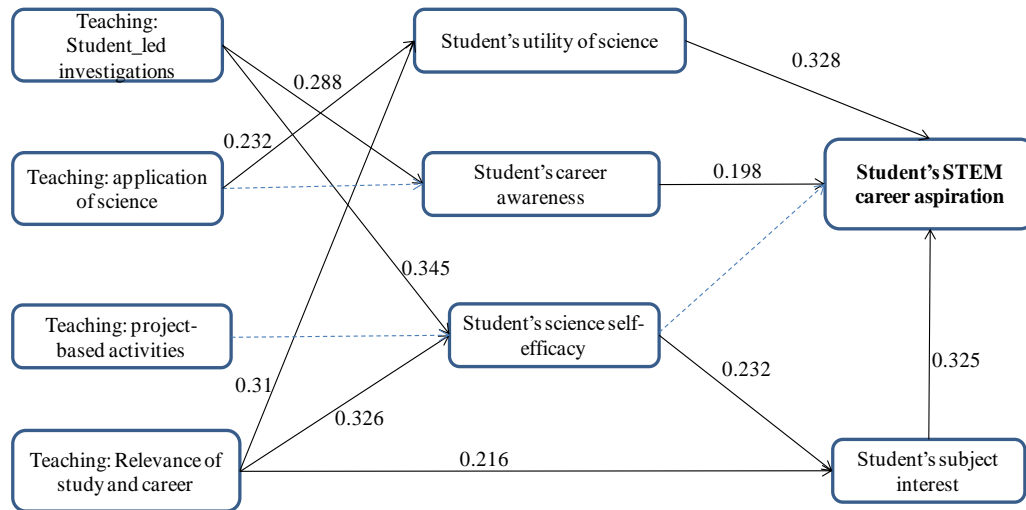 Teaching:
Student_led
investigations
Student's utility of science
0.328
0.288
0.232
Teaching: application
of science
Student's career
awareness
0.198
Student's STEM
career aspiration
0.345
Teaching: project-
based activities
Student's science self-
efficacy
0.31
0.326
0.232
0.325
Teaching: Relevance of
study and career
0.216
Student's subject
interest